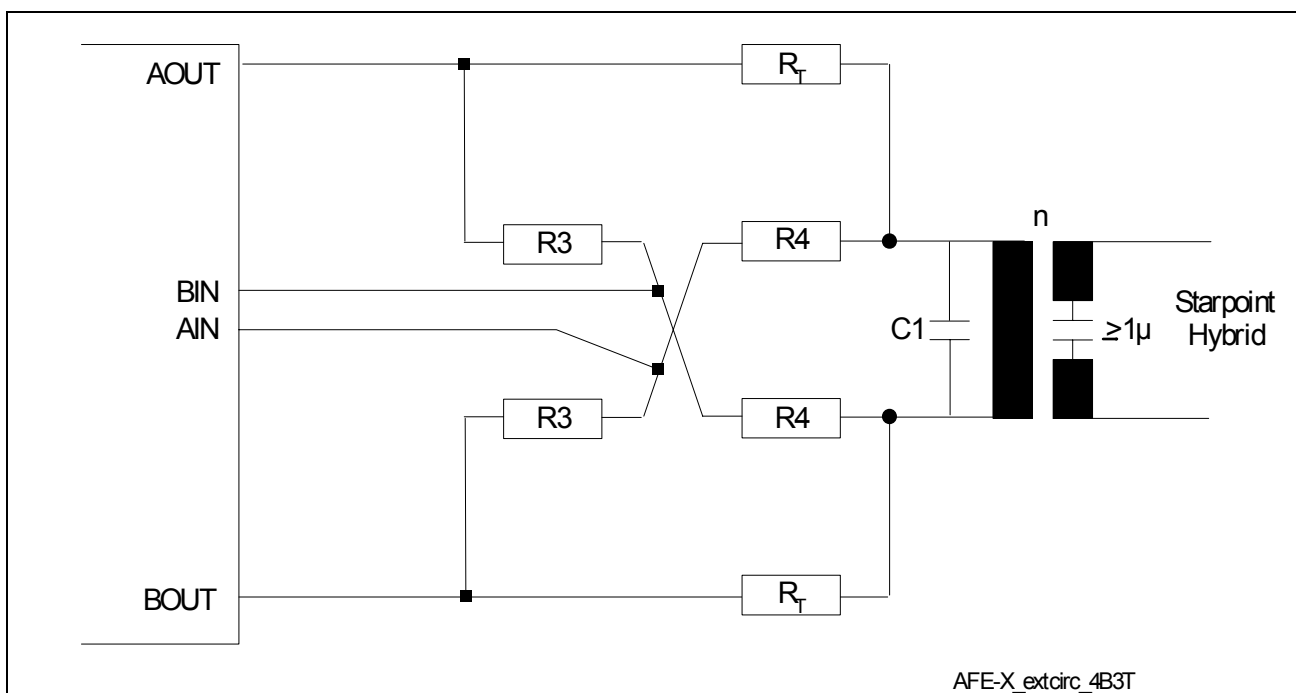 AOUT
R_T
n
R3
R4
BIN
AIN
C1
≥1µ
Starpoint
Hybrid
R3
R4
BOUT
R_T
AFE-X_extcirc_4B3T